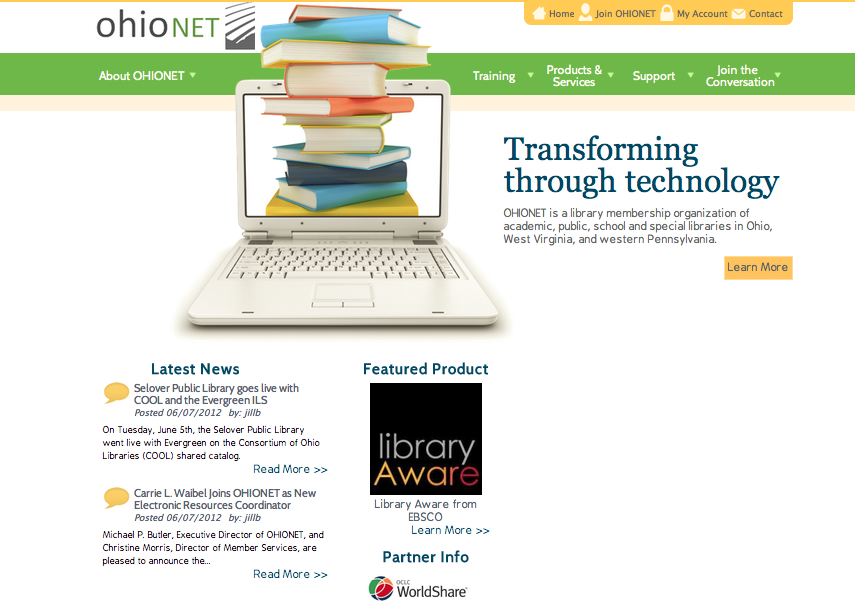 ohioNET
Home Join OHIONET My Account Contact
About OHIONET
Training
Products &
Services
Support
Join the
Conversation
Transforming
through technology
OHIONET is a library membership organization of
academic, public, school and special libraries in Ohio,
West Virginia, and western Pennsylvania.
Learn More
Latest News
Selover Public Library goes live with
COOL and the Evergreen ILS
Posted 06/07/2012 by: jillb
On Tuesday, June 5th, the Selover Public Library
went live with Evergreen on the Consortium of Ohio
Libraries (COOL) shared catalog.
Read More >>
Carrie L. Waibel Joins OHIONET as New
Electronic Resources Coordinator
Posted 06/07/2012 by: jillb
Michael P. Butler, Executive Director of OHIONET, and
Christine Morris, Director of Member Services, are
pleased to announce the...
Read More >>
Featured Product
library
Aware
Library Aware from
EBSCO
Learn More >>
Partner Info
OCLC
WorldShare™